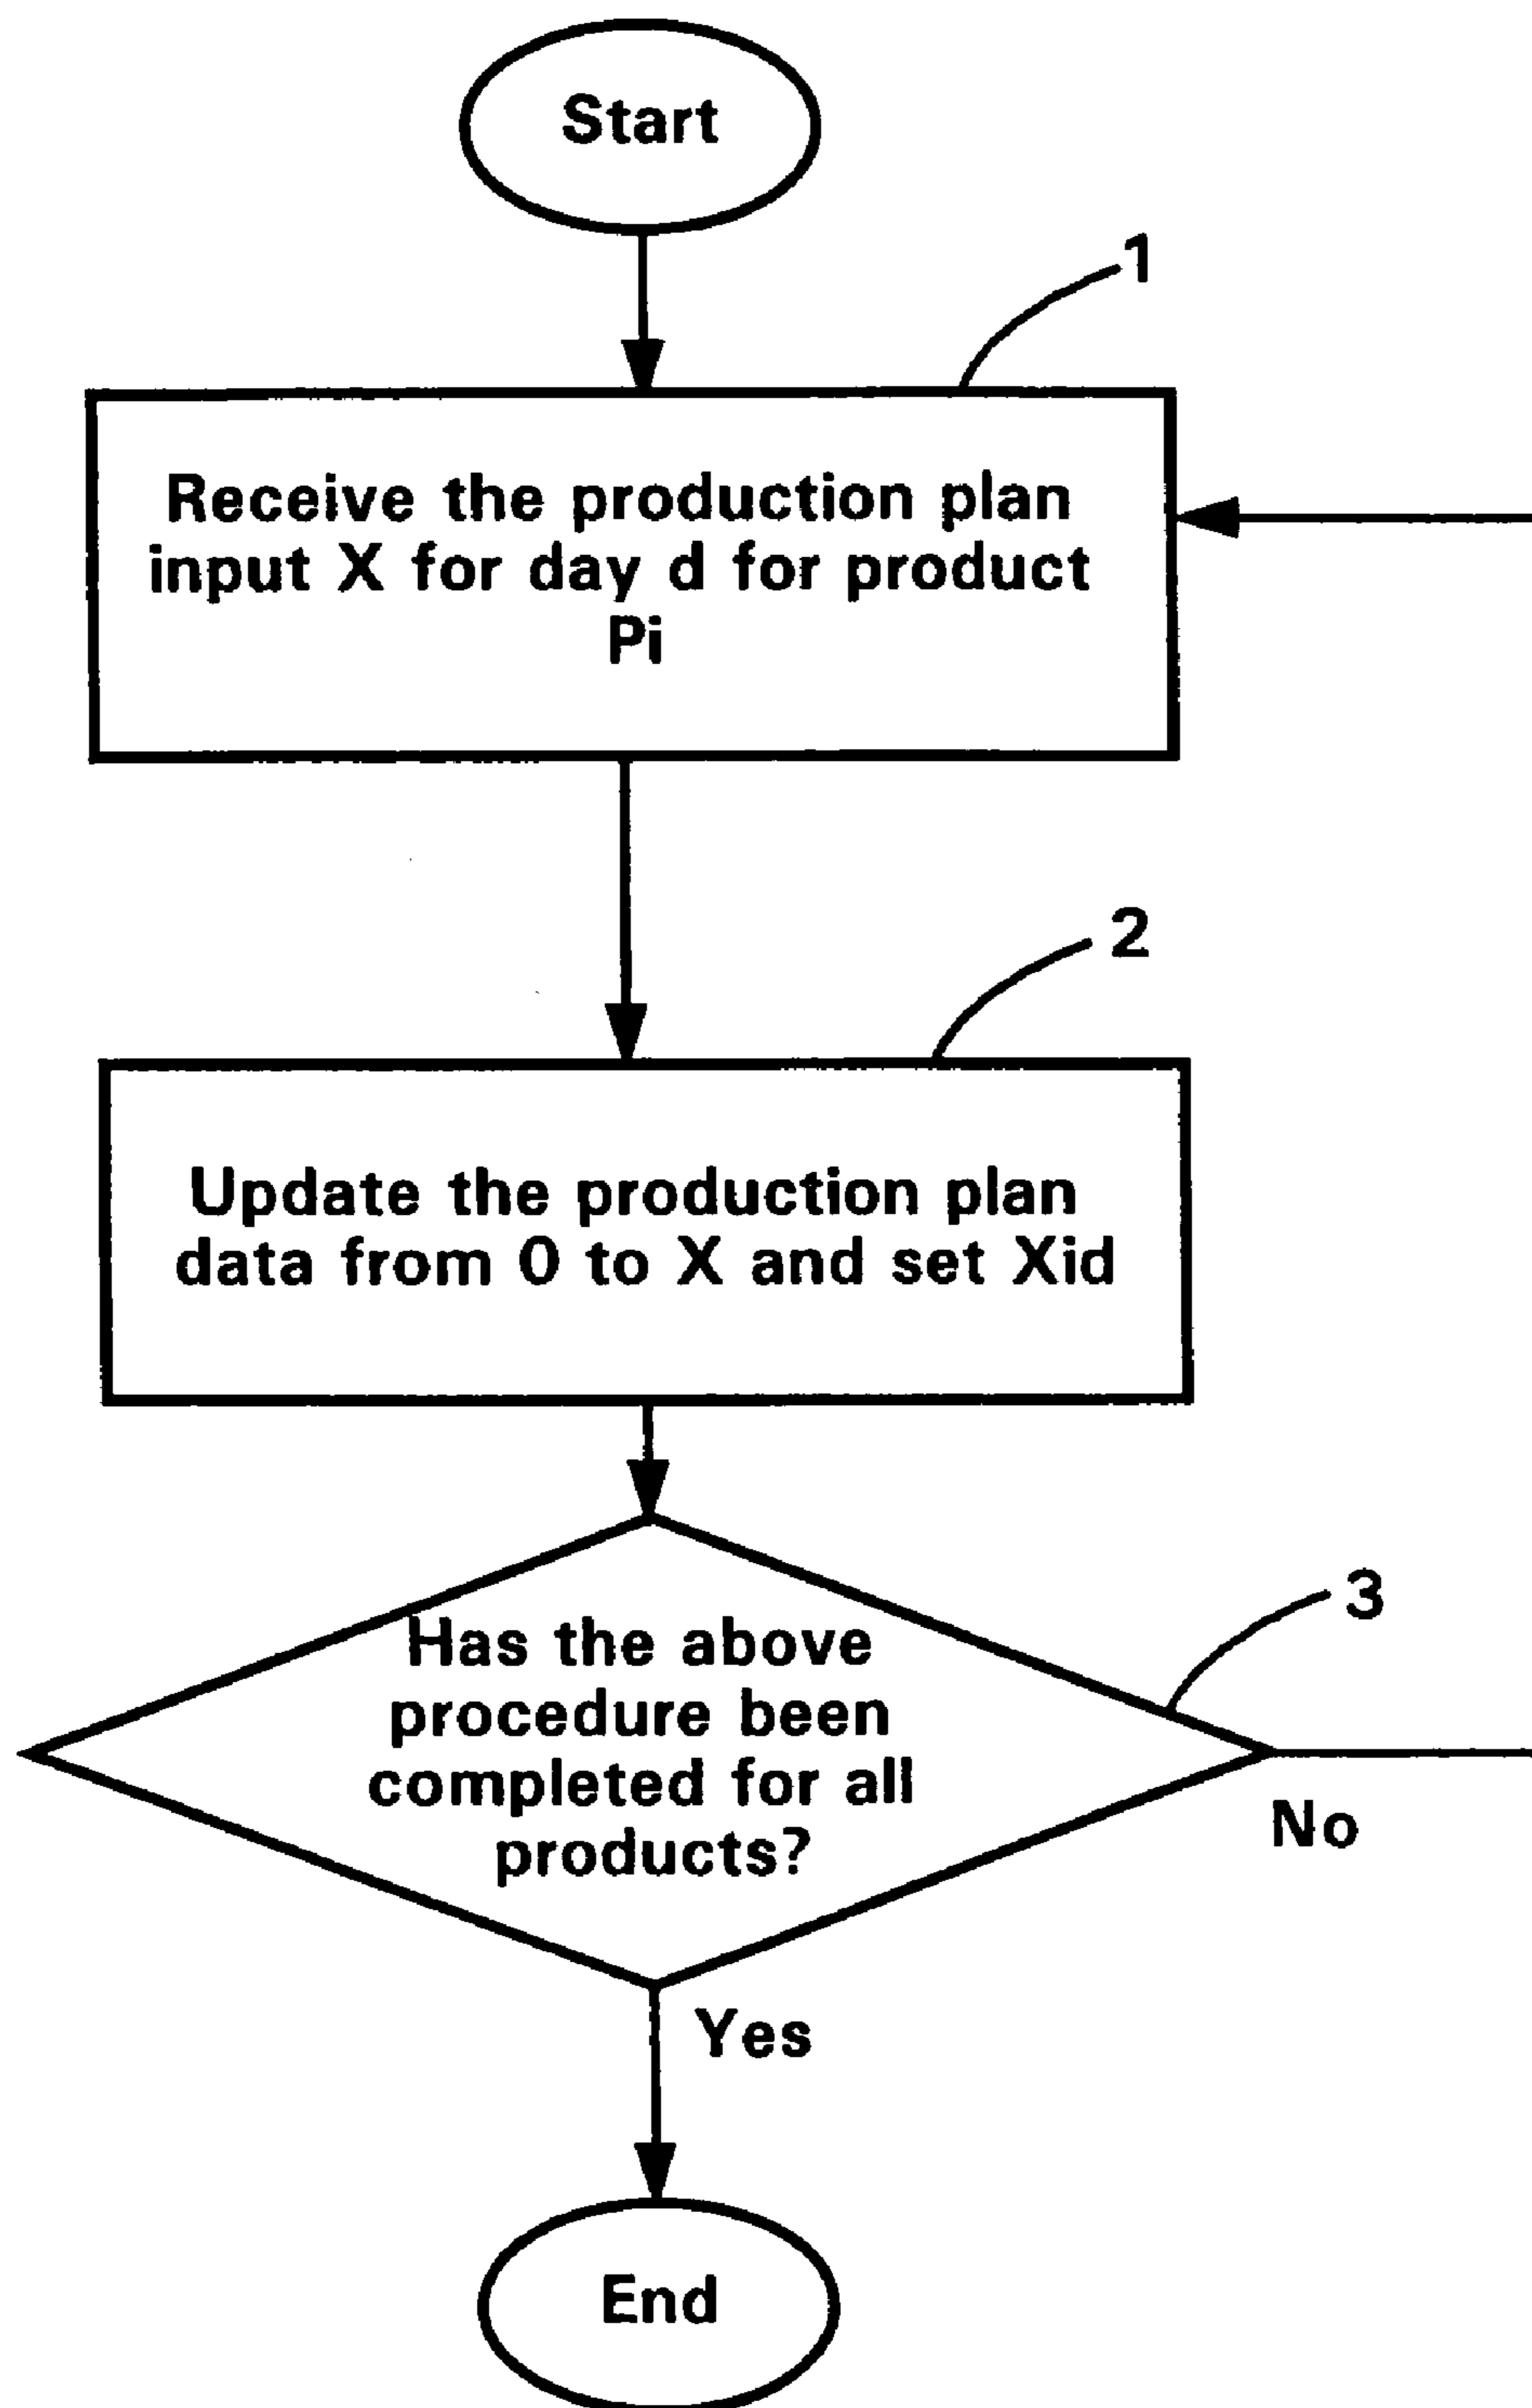 Start
1
Receive the production plan
input X for day d for product
Pi
2
Update the production plan
data from 0 to X and set Xid
3
Has the above
procedure been
completed for all
products?
No
Yes
End